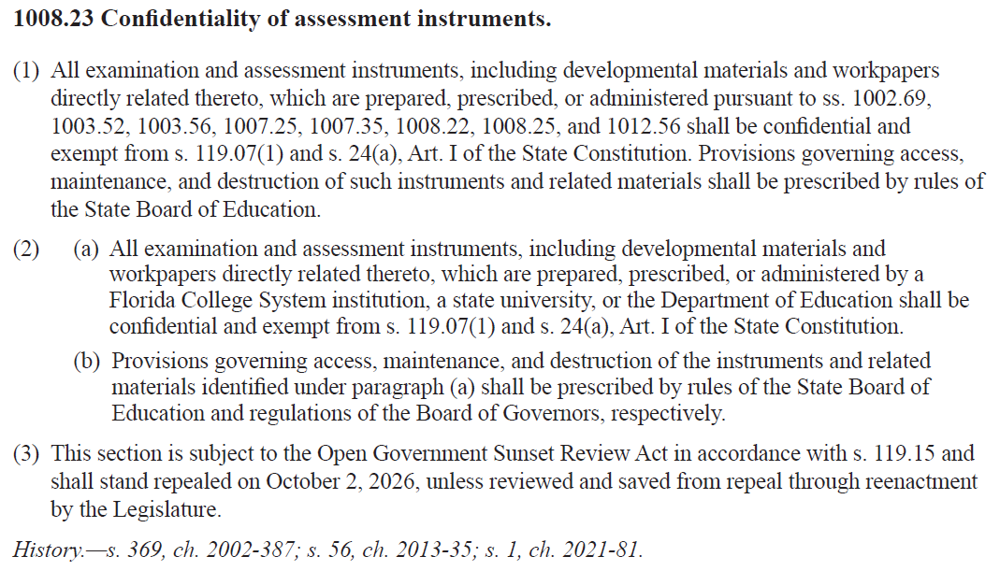 1008.23 Confidentiality of assessment instruments.
(1) All examination and assessment instruments, including developmental materials and workpapers
directly related thereto, which are prepared, prescribed, or administered pursuant to ss. 1002.69,
1003.52, 1003.56, 1007.25, 1007.35, 1008.22, 1008.25, and 1012.56 shall be confidential and
exempt from s. 119.07(1) and s. 24(a), Art. I of the State Constitution. Provisions governing access,
maintenance, and destruction of such instruments and related materials shall be prescribed by rules of
the State Board of Education.
(2) (a) All examination and assessment instruments, including developmental materials and
workpapers directly related thereto, which are prepared, prescribed, or administered by a
Florida College System institution, a state university, or the Department of Education shall be
confidential and exempt from s. 119.07(1) and s. 24(a), Art. I of the State Constitution.
(b) Provisions governing access, maintenance, and destruction of the instruments and related
materials identified under paragraph (a) shall be prescribed by rules of the State Board of
Education and regulations of the Board of Governors, respectively.
(3) This section is subject to the Open Government Sunset Review Act in accordance with s. 119.15 and
shall stand repealed on October 2, 2026, unless reviewed and saved from repeal through reenactment
by the Legislature.
History.—s. 369, ch. 2002-387; s. 56, ch. 2013-35; s. 1, ch. 2021-81.